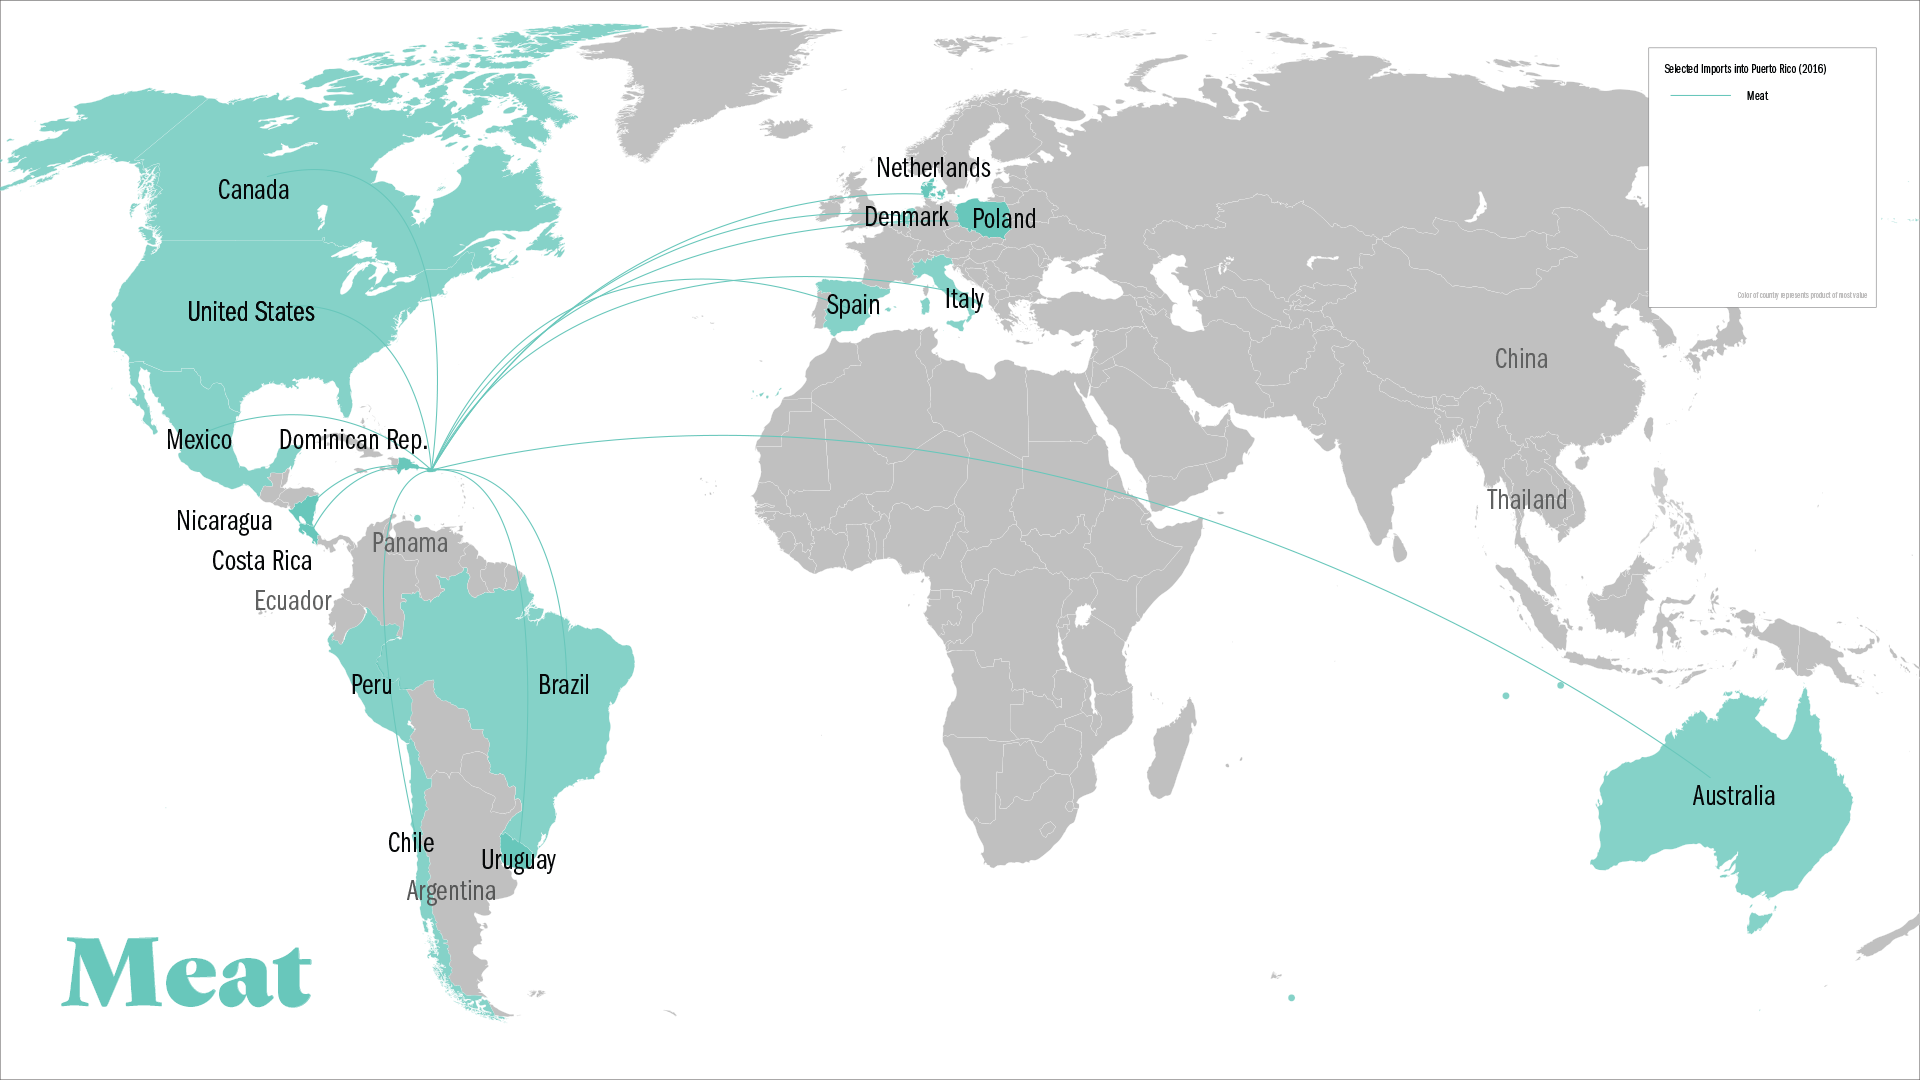 Selected Imports into Puerto Rico (2016)
Meat
Color of country represents product of most value
Netherlands
Canada
Denmark
Poland
Spain
Italy
United States
China
Mexico
Dominican Rep.
Thailand
Nicaragua
Panama
Costa Rica
Ecuador
Peru
Brazil
Australia
Chile
Uruguay
Argentina
Meat